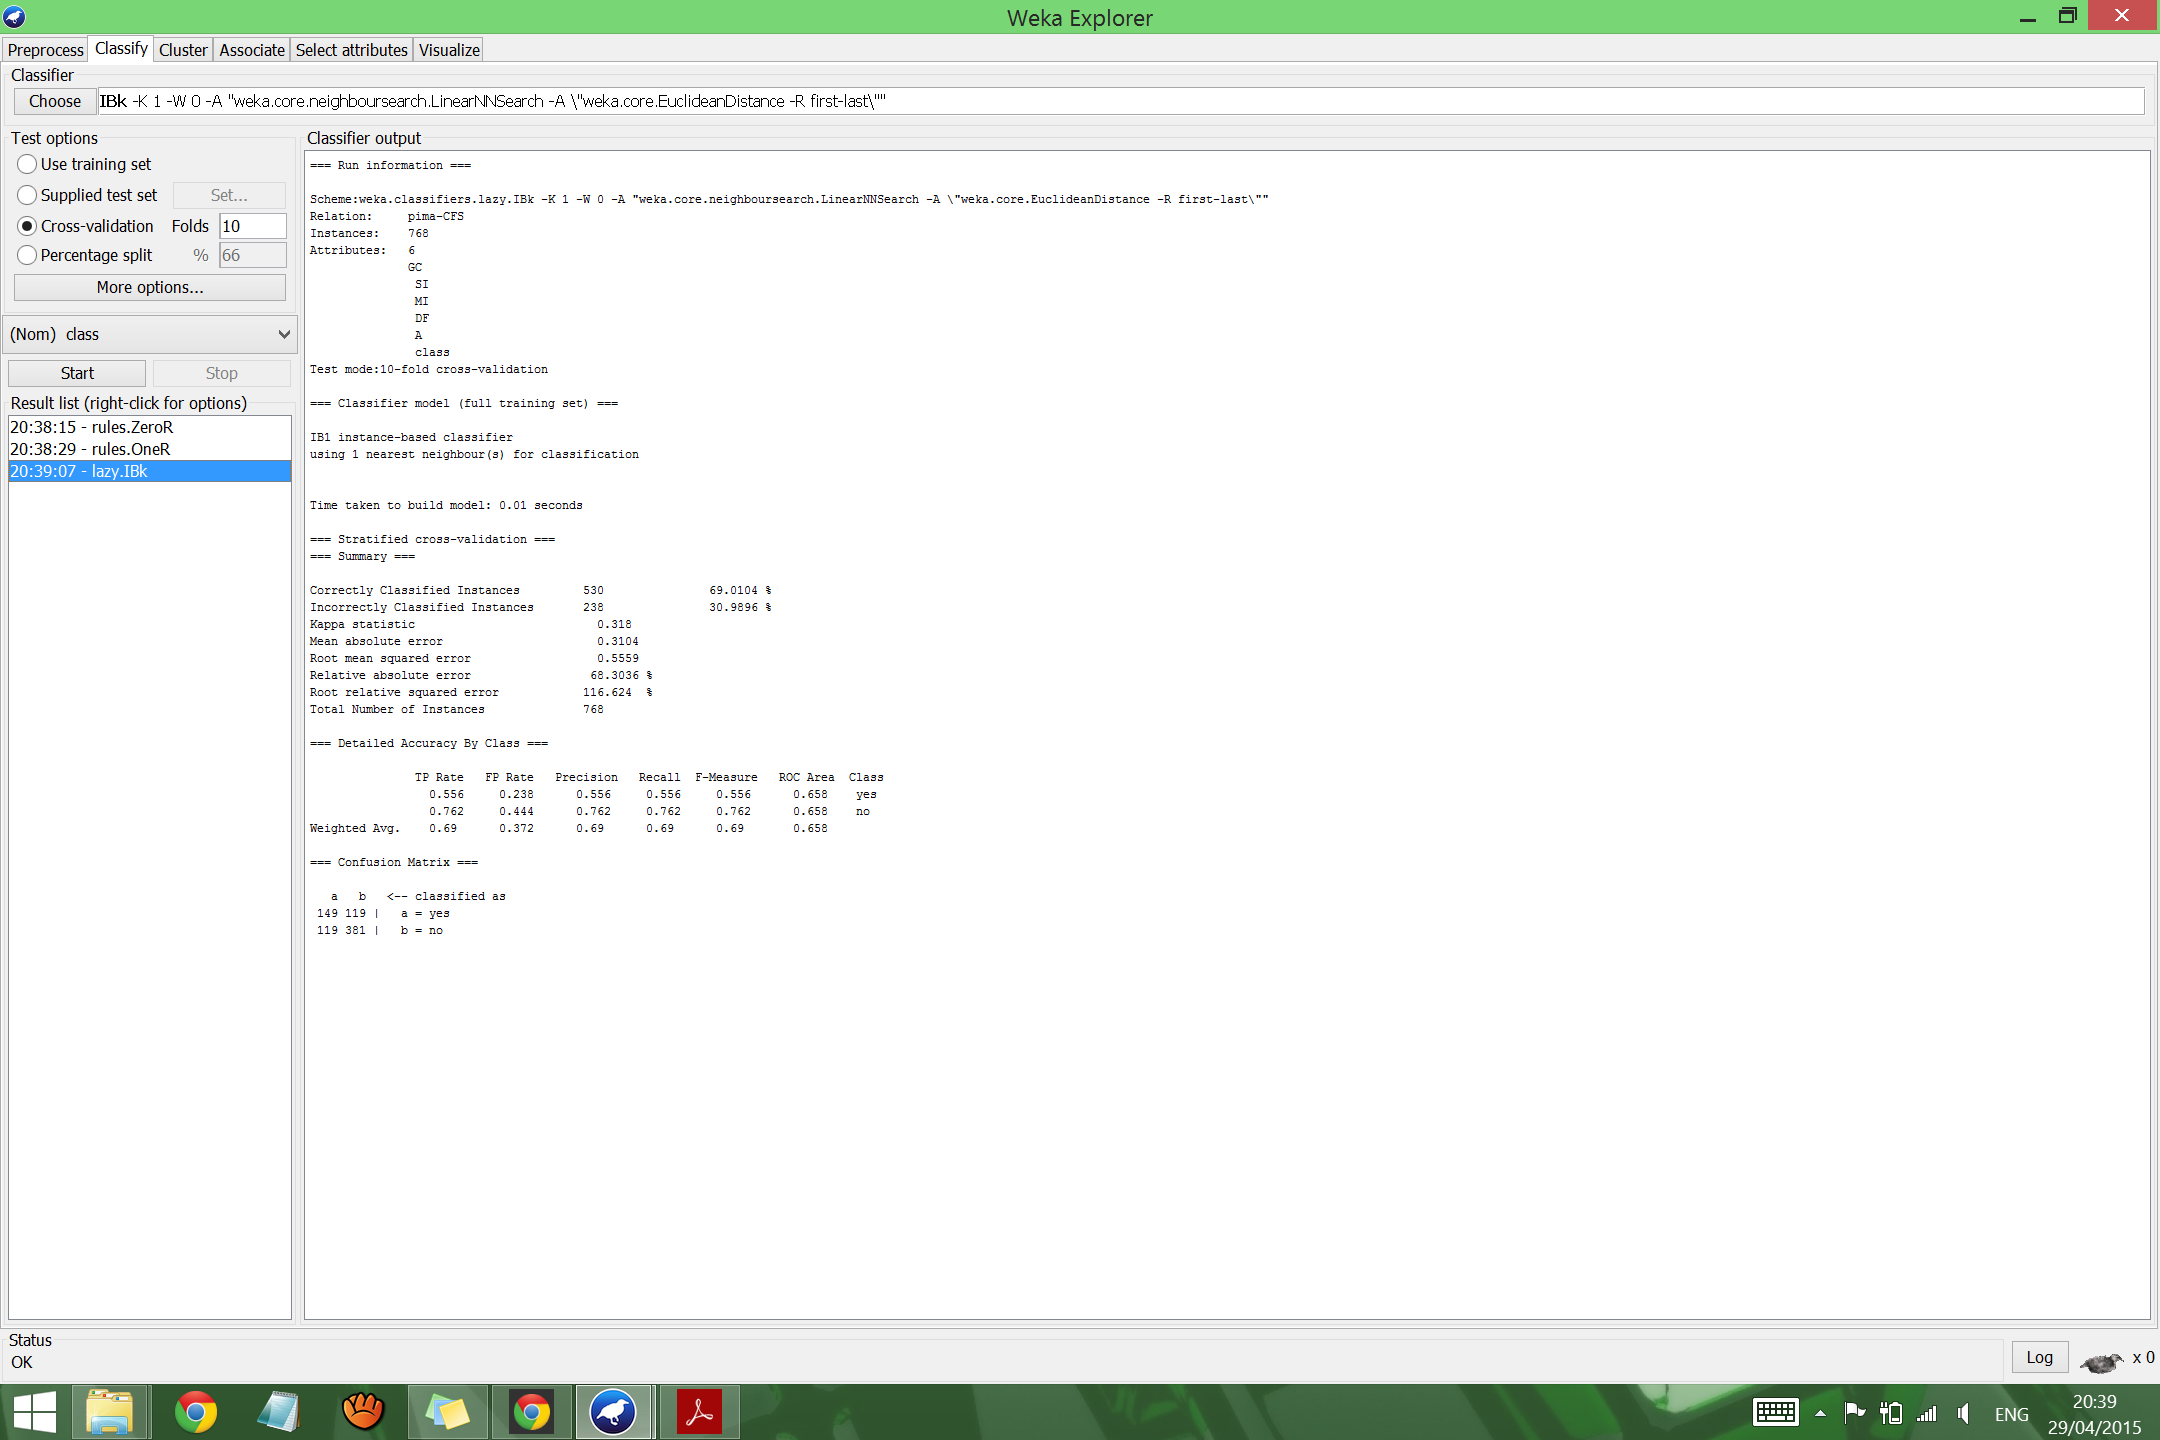 Weka Explorer
Preprocess Classify Cluster Associate Select attributes Visualize
Classifier
Choose IBk -K 1 -W 0 -A "weka.core.neighboursearch.LinearNNSearch -A \"weka.core.EuclideanDistance -R first-last\""
Test options
Use training set
Supplied test set Set...
Cross-validation Folds 10
Percentage split % 66
More options...
(Nom) class
Start Stop
Result list (right-click for options)
20:38:15 - rules.ZeroR
20:38:29 - rules.OneR
20:39:07 - lazy.IBk
Classifier output
=== Run information ===
Scheme:weka.classifiers.lazy.IBk -K 1 -W 0 -A "weka.core.neighboursearch.LinearNNSearch -A \"weka.core.EuclideanDistance -R first-last\""
Relation: pima-CFS
Instances: 768
Attributes: 6
GC
SI
MI
DF
A
class
Test mode:10-fold cross-validation
=== Classifier model (full training set) ===
IB1 instance-based classifier
using 1 nearest neighbour(s) for classification
Time taken to build model: 0.01 seconds
=== Stratified cross-validation ===
=== Summary ===
Correctly Classified Instances 530 69.0104 %
Incorrectly Classified Instances 238 30.9896 %
Kappa statistic 0.318
Mean absolute error 0.3104
Root mean squared error 0.5559
Relative absolute error 68.3036 %
Root relative squared error 116.624 %
Total Number of Instances 768
=== Detailed Accuracy By Class ===
TP Rate FP Rate Precision Recall F-Measure ROC Area Class
0.556 0.238 0.556 0.556 0.556 0.658 yes
0.762 0.444 0.762 0.762 0.762 0.658 no
Weighted Avg. 0.69 0.372 0.69 0.69 0.69 0.658
=== Confusion Matrix ===
a b <-- classified as
149 119 | a = yes
119 381 | b = no
Status
OK
Log x 0
ENG
20:39
29/04/2015